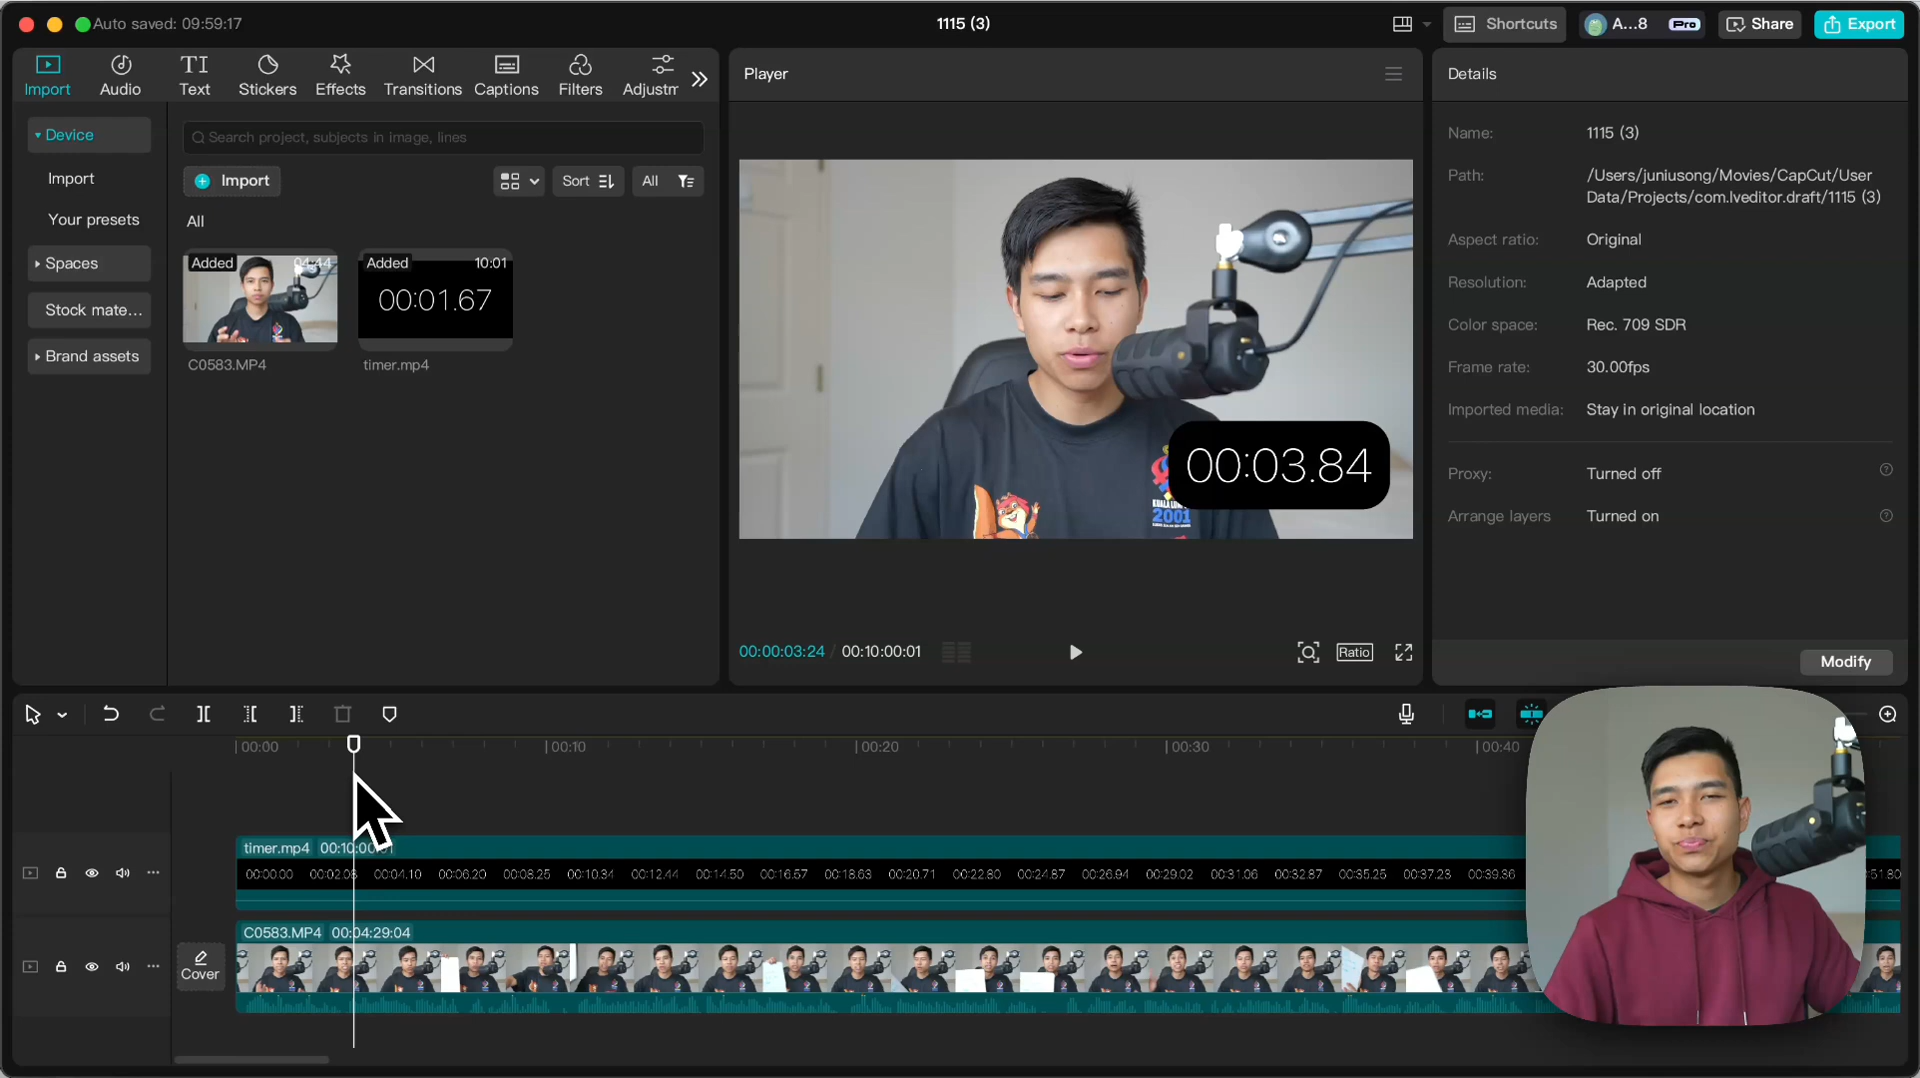 Auto saved: 09:59:17
1115 (3)
Shortcuts
A...8
Pro
Share
Export
Import
Audio
TI
Text
Stickers
Effects
Transitions
Captions
Filters
Adjustm
Device
Import
Your presets
Spaces
Stock mate...
Brand assets
Search project, subjects in image, lines
Import
Sort
All
All
Added
04:44
C0583.MP4
Added
10:01
00:01.67
timer.mp4
Player
KUALA LUMPUR
2001
00:03.84
00:00:03:24 / 00:10:00:01
Ratio
Details
Name: 1115 (3)
Path: /Users/juniusong/Movies/CapCut/User
Data/Projects/com.lveditor.draft/1115 (3)
Aspect ratio: Original
Resolution: Adapted
Color space: Rec. 709 SDR
Frame rate: 30.00fps
Imported media: Stay in original location
Proxy: Turned off
Arrange layers Turned on
Modify
00:00
00:10
00:20
00:30
00:40
timer.mp4 00:10:00:01
00:00.00 00:02.06 00:04.10 00:06.20 00:08.25 00:10.34 00:12.44 00:14.50 00:16.57 00:18.63 00:20.71 00:22.80 00:24.87 00:26.94 00:29.02 00:31.06 00:32.87 00:35.25 00:37.23 00:39.36 :51.80
Cover
C0583.MP4 00:04:29:04